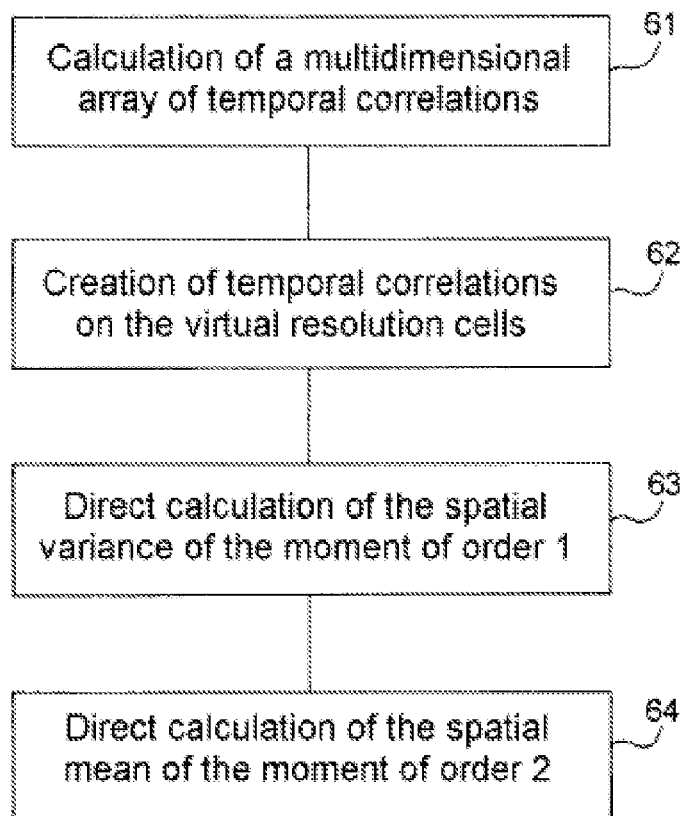 61
Calculation of a multidimensional
array of temporal correlations
62
Creation of temporal correlations
on the virtual resolution cells
63
Direct calculation of the spatial
variance of the moment of order 1
64
Direct calculation of the spatial
mean of the moment of order 2